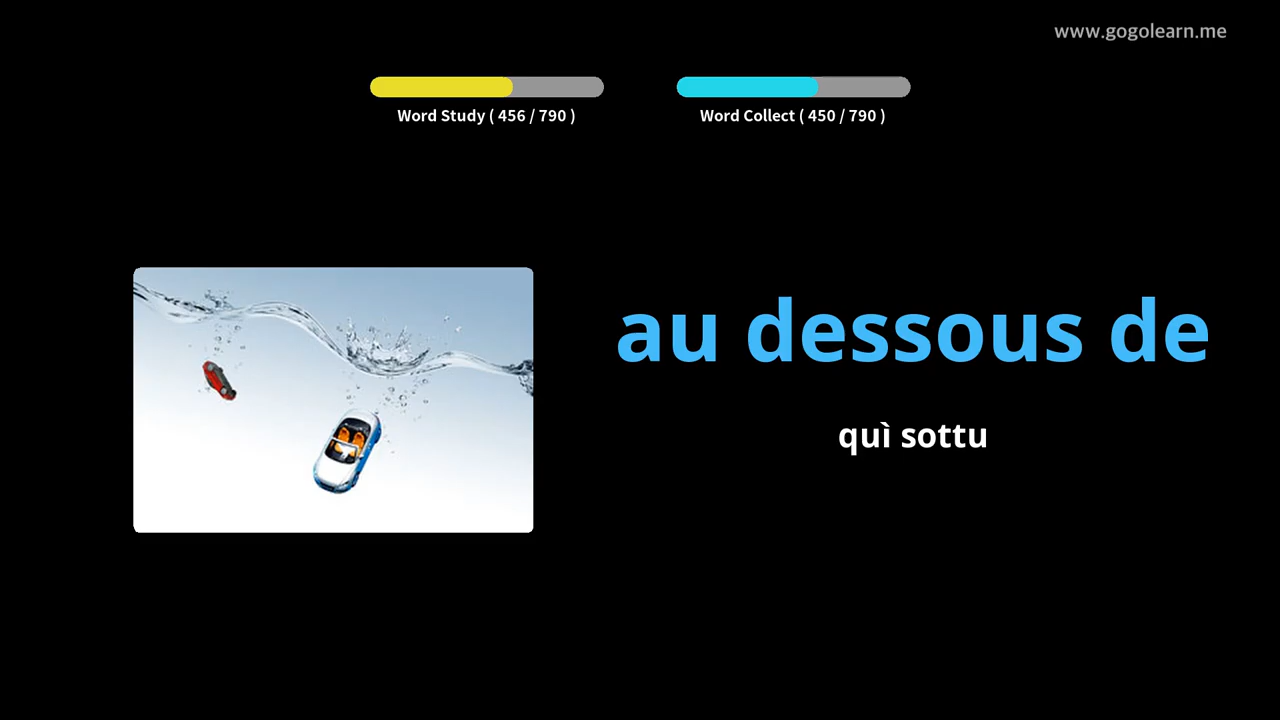 www.gogolearn.me
Word Study ( 456 / 790 )
Word Collect ( 450 / 790 )
au dessous de
quì sottu